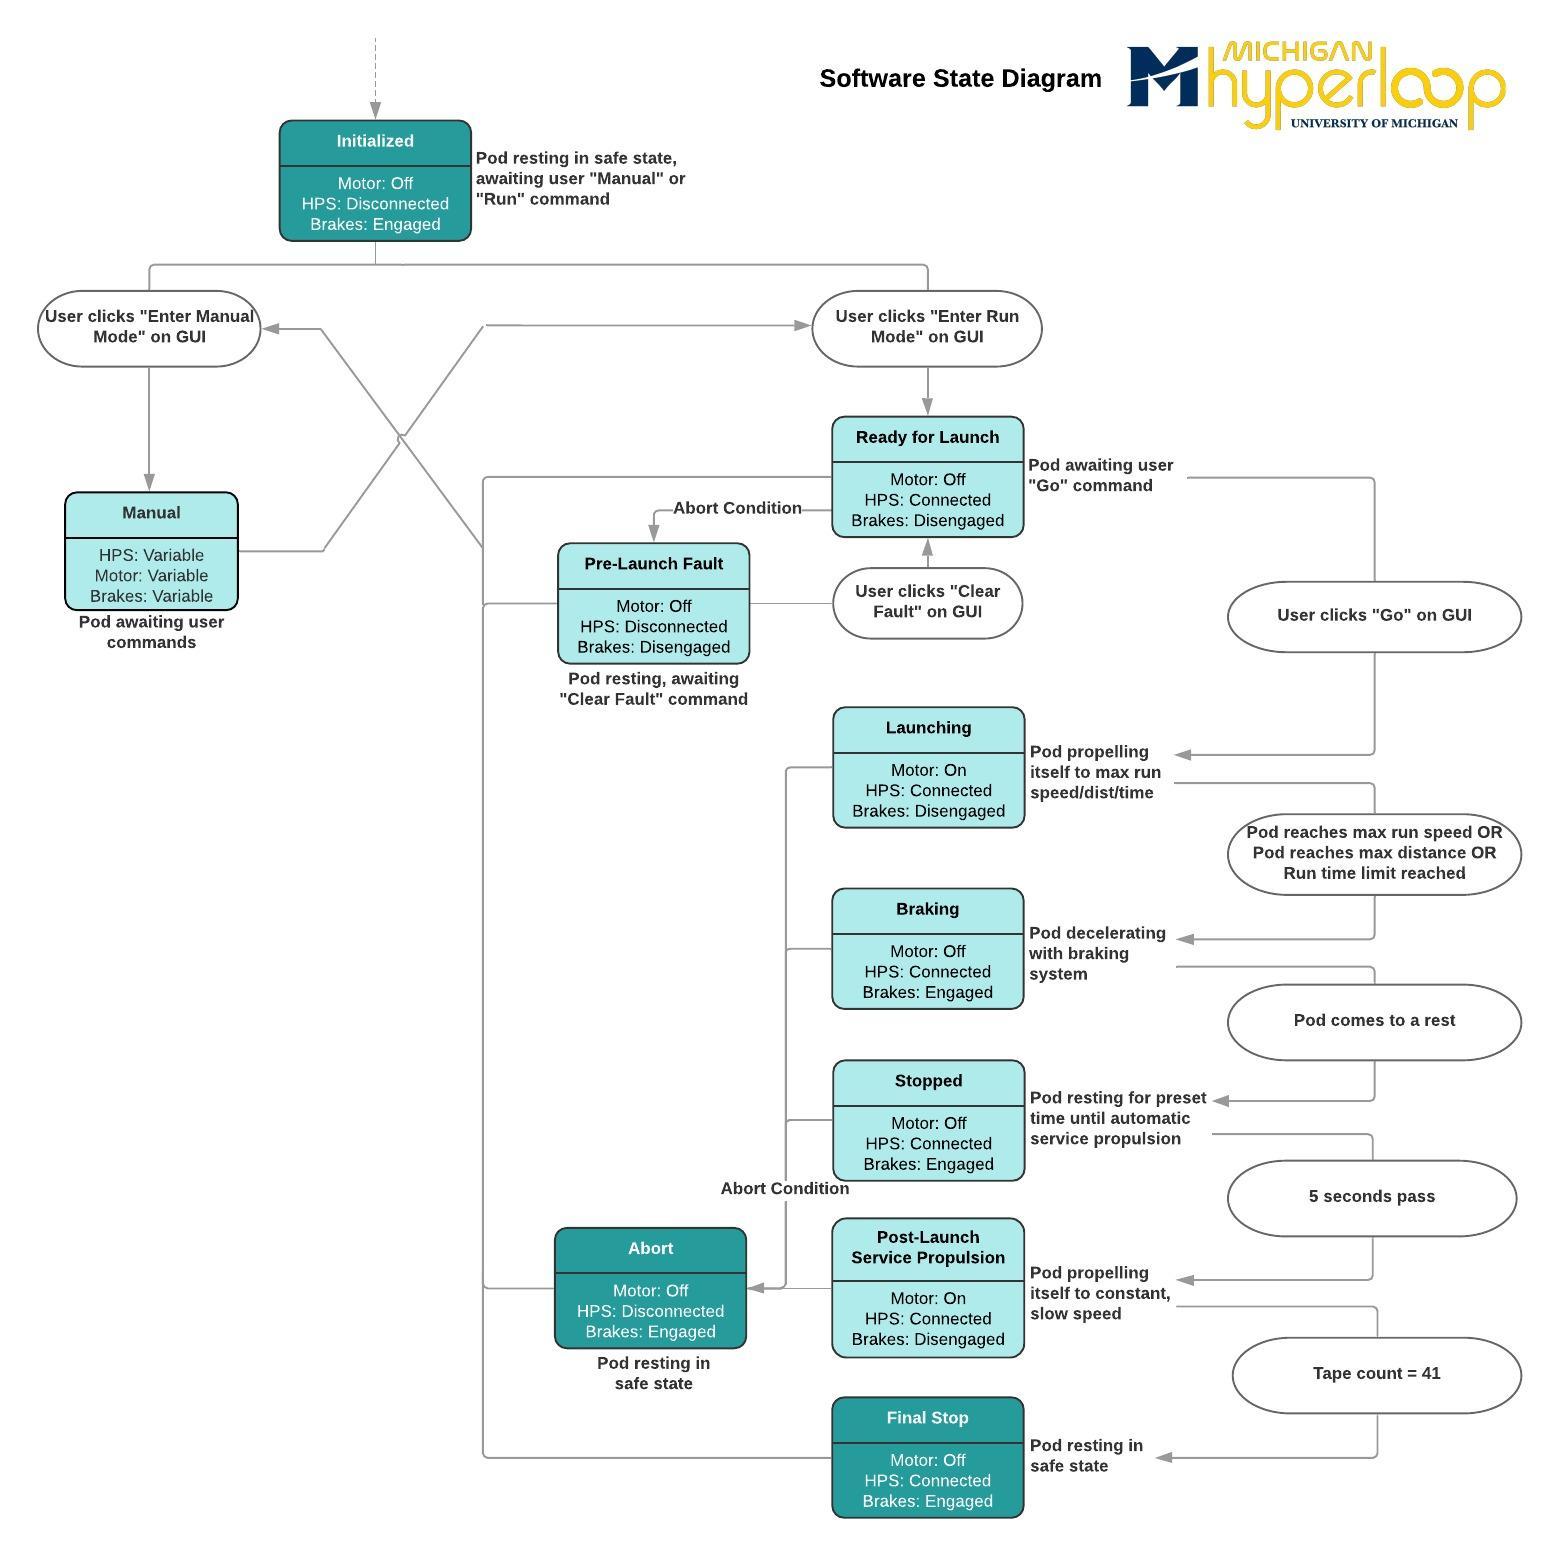 Software State Diagram
MICHIGAN
hyperloop
UNIVERSITY OF MICHIGAN
Initialized
Motor: Off
HPS: Disconnected
Brakes: Engaged
Pod resting in safe state,
awaiting user "Manual" or
"Run" command
User clicks "Enter Manual
Mode" on GUI
User clicks "Enter Run
Mode" on GUI
Ready for Launch
Motor: Off
HPS: Connected
Brakes: Disengaged
Pod awaiting user
"Go" command
Manual
HPS: Variable
Motor: Variable
Brakes: Variable
Pod awaiting user
commands
Abort Condition
Pre-Launch Fault
Motor: Off
HPS: Disconnected
Brakes: Disengaged
Pod resting, awaiting
"Clear Fault" command
User clicks "Clear
Fault" on GUI
User clicks "Go" on GUI
Launching
Motor: On
HPS: Connected
Brakes: Disengaged
Pod propelling
itself to max run
speed/dist/time
Pod reaches max run speed OR
Pod reaches max distance OR
Run time limit reached
Braking
Motor: Off
HPS: Connected
Brakes: Engaged
Pod decelerating
with braking
system
Pod comes to a rest
Stopped
Motor: Off
HPS: Connected
Brakes: Engaged
Pod resting for preset
time until automatic
service propulsion
5 seconds pass
Abort Condition
Abort
Motor: Off
HPS: Disconnected
Brakes: Engaged
Pod resting in
safe state
Post-Launch
Service Propulsion
Motor: On
HPS: Connected
Brakes: Disengaged
Pod propelling
itself to constant,
slow speed
Tape count = 41
Final Stop
Motor: Off
HPS: Connected
Brakes: Engaged
Pod resting in
safe state